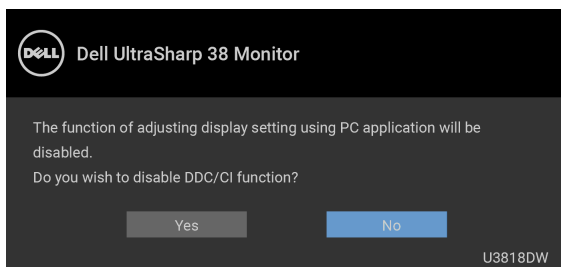 DELL
Dell UltraSharp 38 Monitor
The function of adjusting display setting using PC application will be
disabled.
Do you wish to disable DDC/CI function?
Yes No
U3818DW